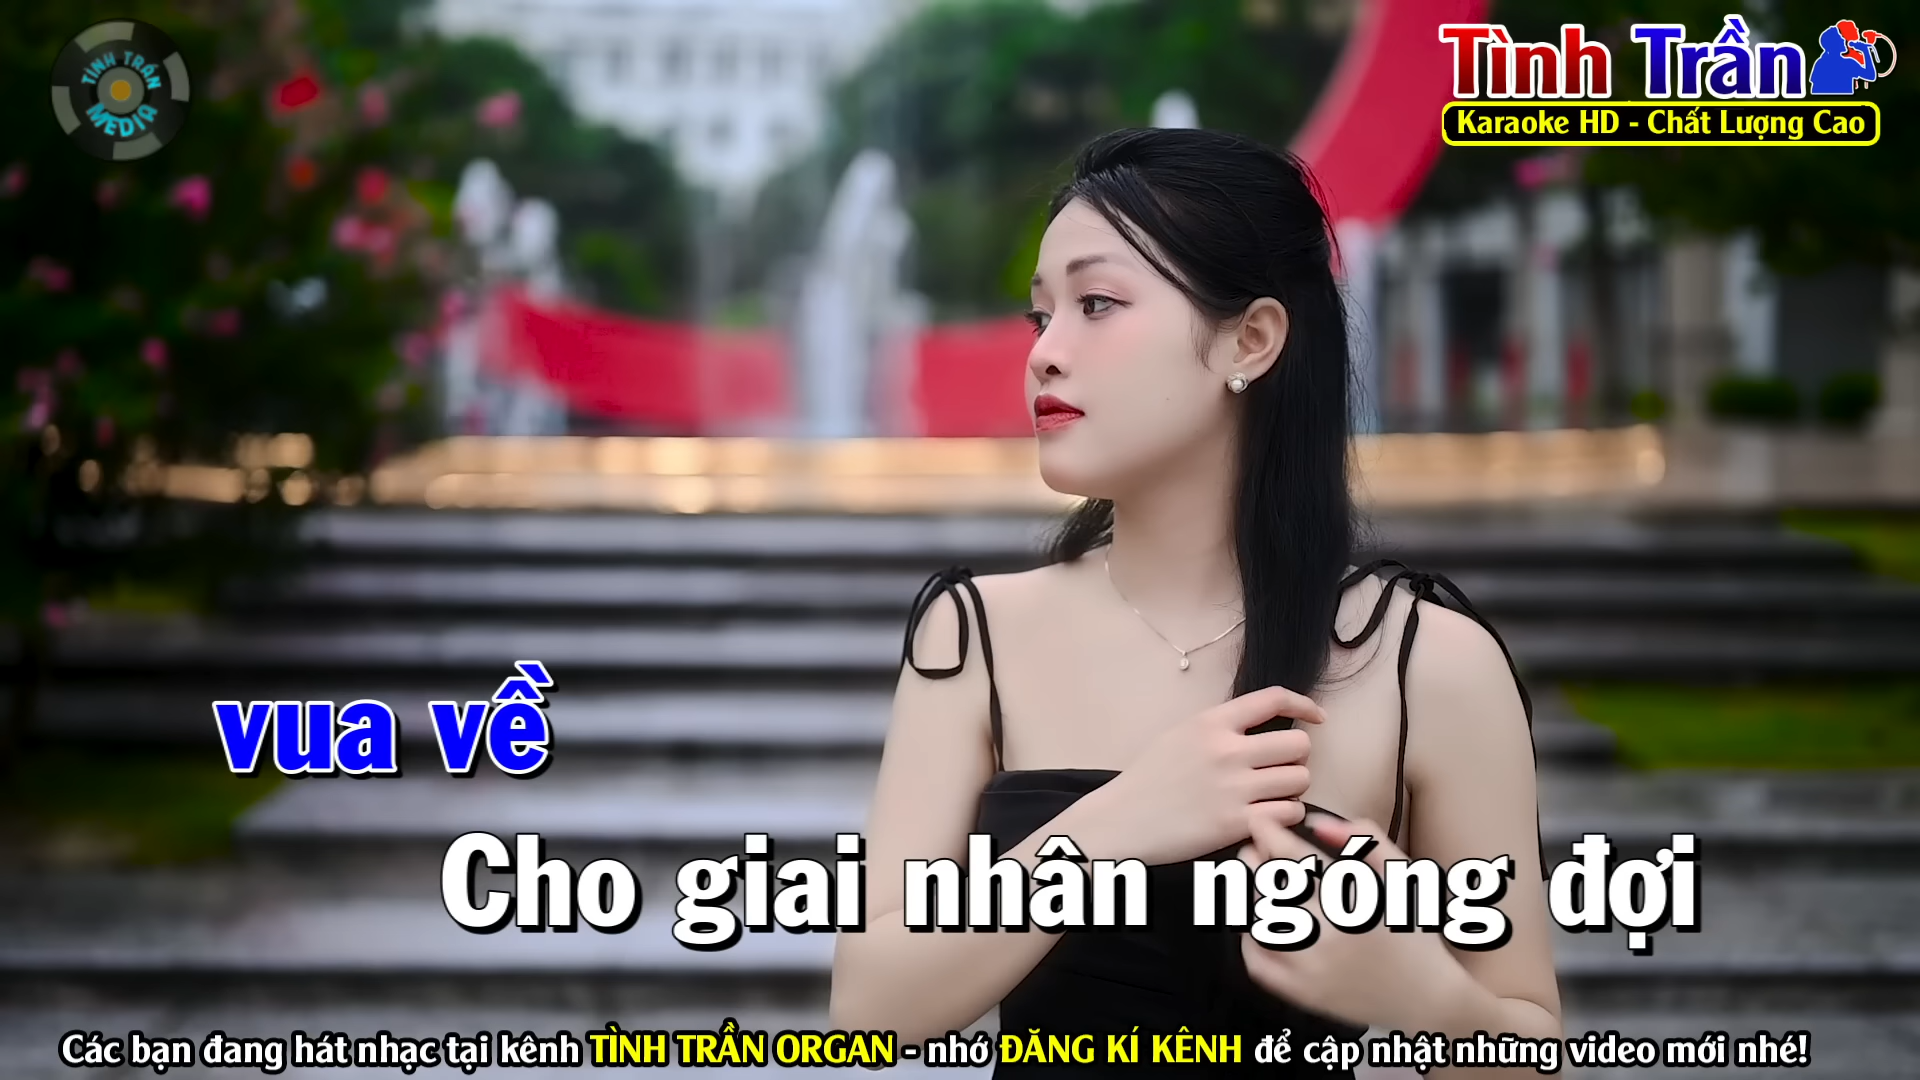 TÌNH TRẦN
MEDIA
Tình Trần
Karaoke HD - Chất Lượng Cao
vua về
Cho giai nhân ngóng đợi
Các bạn đang hát nhạc tại kênh TÌNH TRẦN ORGAN - nhớ ĐĂNG KÍ KÊNH để cập nhật những video mới nhé!